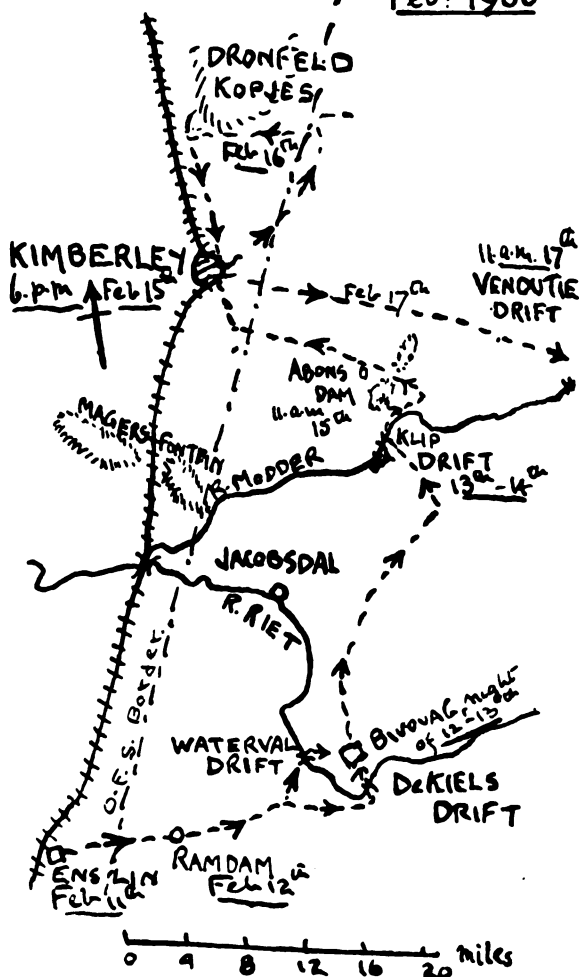 Feb: 1900
DRONFELD
KOPJES
Feb 16th
KIMBERLEY
6.p.m Feb 15th
11.a.m. 17th
VENDUTIE
DRIFT
Feb 17th
ABONS
DAM
11.a.m
15th
MAGERSFONTEIN
R. MODDER
KLIP
DRIFT
13th-14th
JACOBSDAL
R. RIET
O.F.S. Border
WATERVAL
DRIFT
BIVOUAC night
of 12-13th
DeKIELS
DRIFT
ENSLIN
Feb 11th
RAMDAM
Feb 12th
0 4 8 12 16 20 miles